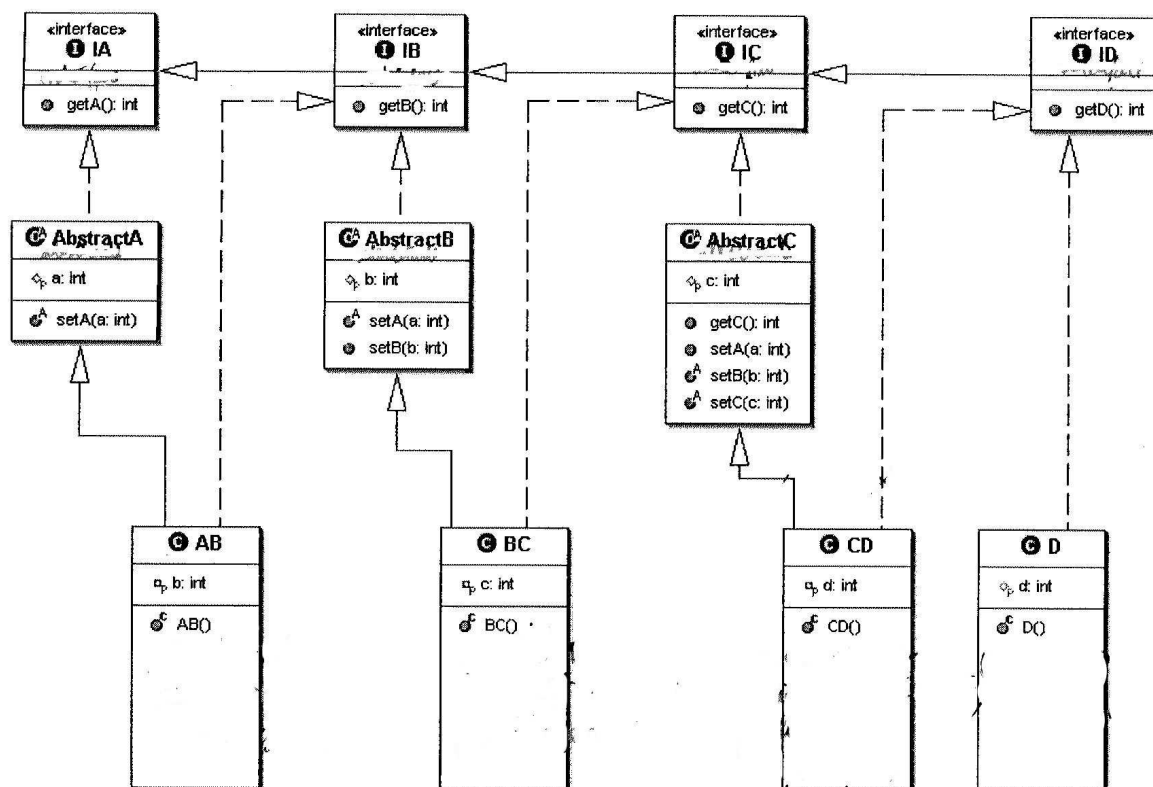 «interface»
IA
getA(): int
«interface»
IB
getB(): int
«interface»
IC
getC(): int
«interface»
ID
getD(): int
AbstractA
a: int
setA(a: int)
AbstractB
b: int
setA(a: int)
setB(b: int)
AbstractC
c: int
getC(): int
setA(a: int)
setB(b: int)
setC(c: int)
AB
b: int
AB()
BC
c: int
BC()
CD
d: int
CD()
D
d: int
D()